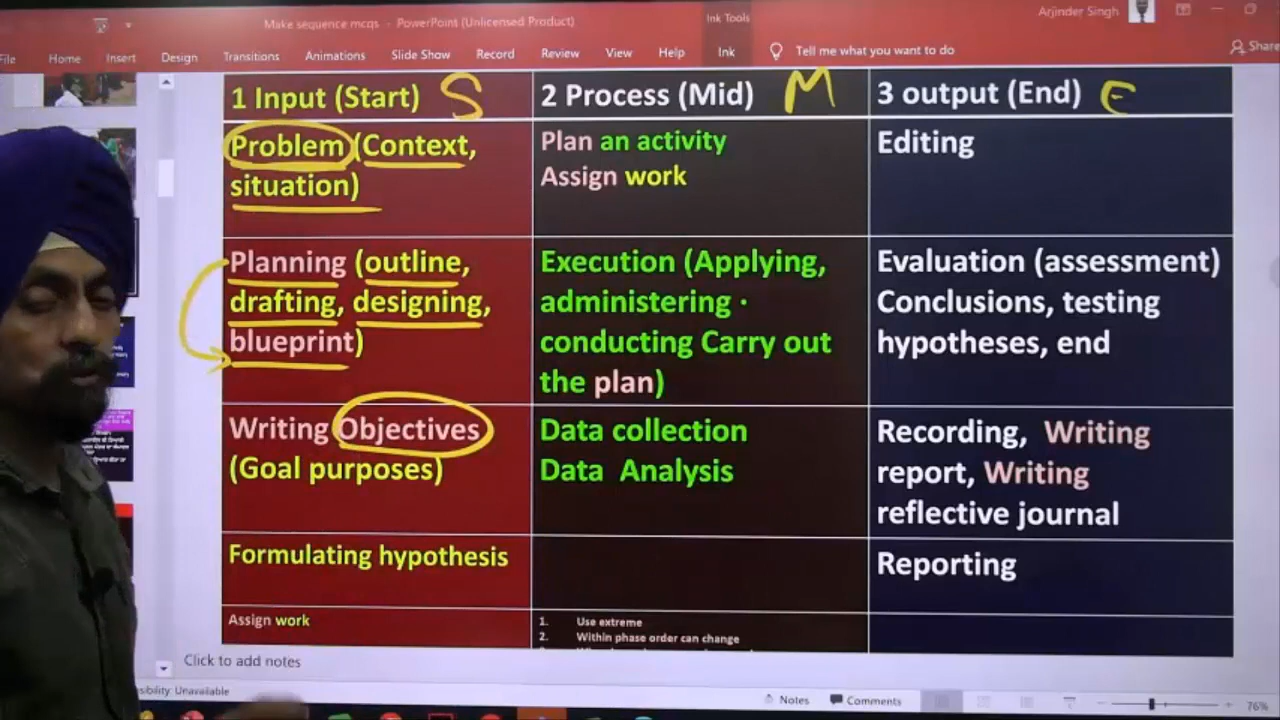 Make sequence mcqs - PowerPoint (Unlicensed Product)
Ink Tools
Arjinder Singh
File Home Insert Design Transitions Animations Slide Show Record Review View Help Ink Tell me what you want to do Share
1 Input (Start) S
2 Process (Mid) M
3 output (End) E
Problem (Context,
situation)
Plan an activity
Assign work
Editing
Planning (outline,
drafting, designing,
blueprint)
Execution (Applying,
administering ·
conducting Carry out
the plan)
Evaluation (assessment)
Conclusions, testing
hypotheses, end
Writing Objectives
(Goal purposes)
Data collection
Data Analysis
Recording, Writing
report, Writing
reflective journal
Formulating hypothesis
Reporting
Assign work
1. Use extreme
2. Within phase order can change
Click to add notes
sibility: Unavailable
Notes Comments
76%